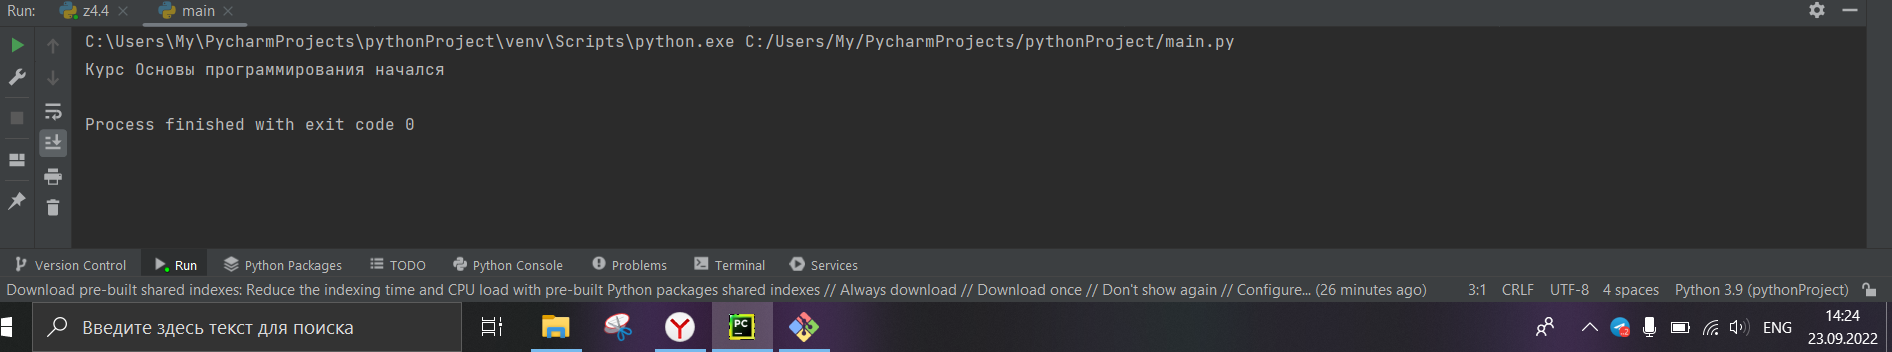 Run: z4.4 main
C:\Users\My\PycharmProjects\pythonProject\venv\Scripts\python.exe C:/Users/My/PycharmProjects/pythonProject/main.py
Курс Основы программирования начался
Process finished with exit code 0
Version Control Run Python Packages TODO Python Console Problems Terminal Services
Download pre-built shared indexes: Reduce the indexing time and CPU load with pre-built Python packages shared indexes // Always download // Download once // Don't show again // Configure... (26 minutes ago) 3:1 CRLF UTF-8 4 spaces Python 3.9 (pythonProject)
Введите здесь текст для поиска PC ENG 14:24
23.09.2022